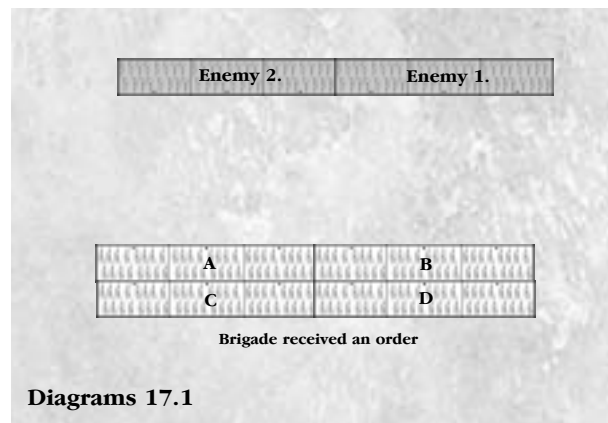 Enemy 2. Enemy 1.
A B
C D
Brigade received an order
Diagrams 17.1